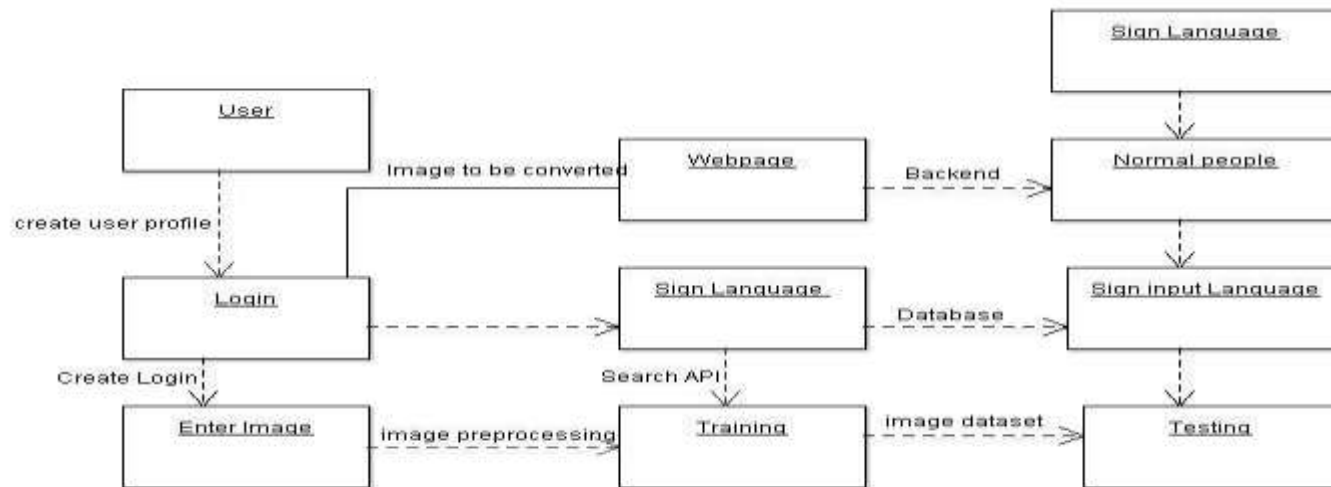 Sign Language
User
Image to be converted
Webpage
Backend
Normal people
create user profile
Login
Sign Language
Database
Sign input Language
Create Login
Search API
Enter Image
image preprocessing
Training
image dataset
Testing